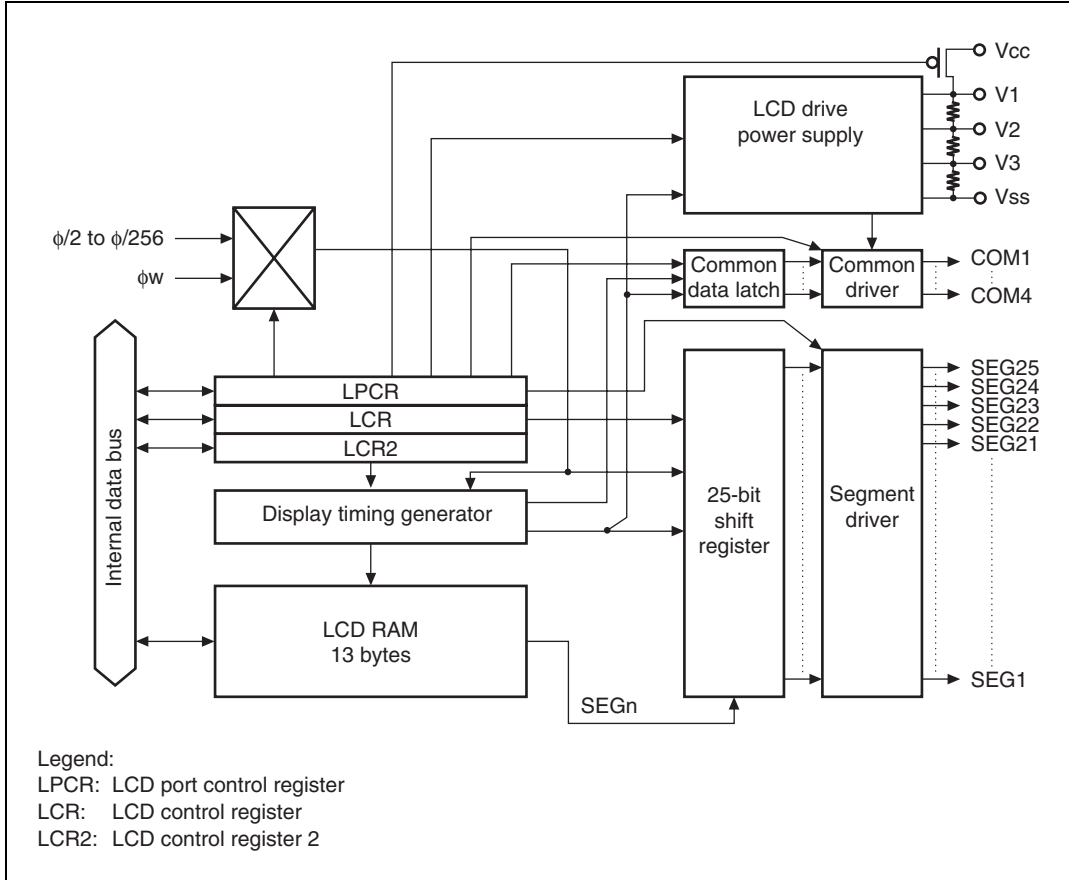 Vcc
V1
LCD drive
power supply
V2
V3
Vss
ϕ/2 to ϕ/256
ϕw
Common
data latch
Common
driver
COM1
COM4
Internal data bus
LPCR
LCR
LCR2
Display timing generator
LCD RAM
13 bytes
SEGn
25-bit
shift
register
Segment
driver
SEG25
SEG24
SEG23
SEG22
SEG21
SEG1
Legend:
LPCR: LCD port control register
LCR: LCD control register
LCR2: LCD control register 2